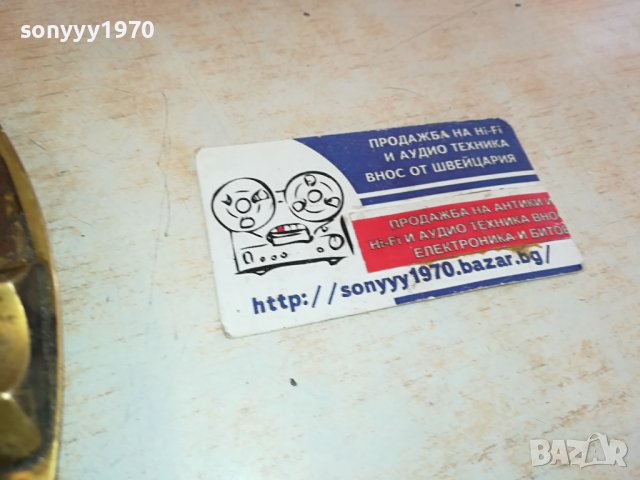 sonyyy1970
ПРОДАЖБА НА Hi-Fi
И АУДИО ТЕХНИКА
ВНОС ОТ ШВЕЙЦАРИЯ
ПРОДАЖБА НА АНТИКИ И
Hi-Fi И АУДИО ТЕХНИКА ВНО
ЕЛЕКТРОНИКА И БИТОВ
http://sonyyy1970.bazar.bg/
BAZAR